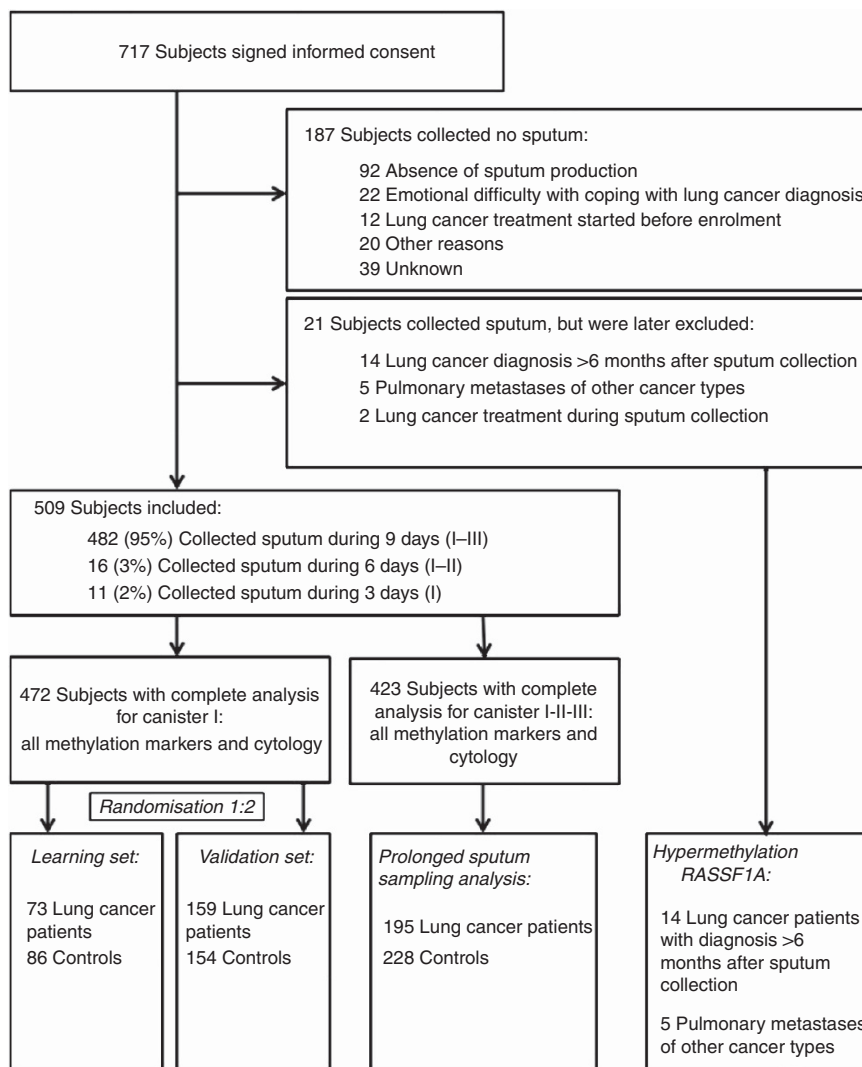 717 Subjects signed informed consent
187 Subjects collected no sputum:
92 Absence of sputum production
22 Emotional difficulty with coping with lung cancer diagnosis
12 Lung cancer treatment started before enrolment
20 Other reasons
39 Unknown
21 Subjects collected sputum, but were later excluded:
14 Lung cancer diagnosis >6 months after sputum collection
5 Pulmonary metastases of other cancer types
2 Lung cancer treatment during sputum collection
509 Subjects included:
482 (95%) Collected sputum during 9 days (I–III)
16 (3%) Collected sputum during 6 days (I–II)
11 (2%) Collected sputum during 3 days (I)
472 Subjects with complete analysis
for canister I:
all methylation markers and cytology
423 Subjects with complete
analysis for canister I-II-III:
all methylation markers and
cytology
Randomisation 1:2
Learning set:
73 Lung cancer
patients
86 Controls
Validation set:
159 Lung cancer
patients
154 Controls
Prolonged sputum
sampling analysis:
195 Lung cancer patients
228 Controls
Hypermethylation
RASSF1A:
14 Lung cancer patients
with diagnosis >6
months after sputum
collection
5 Pulmonary metastases
of other cancer types